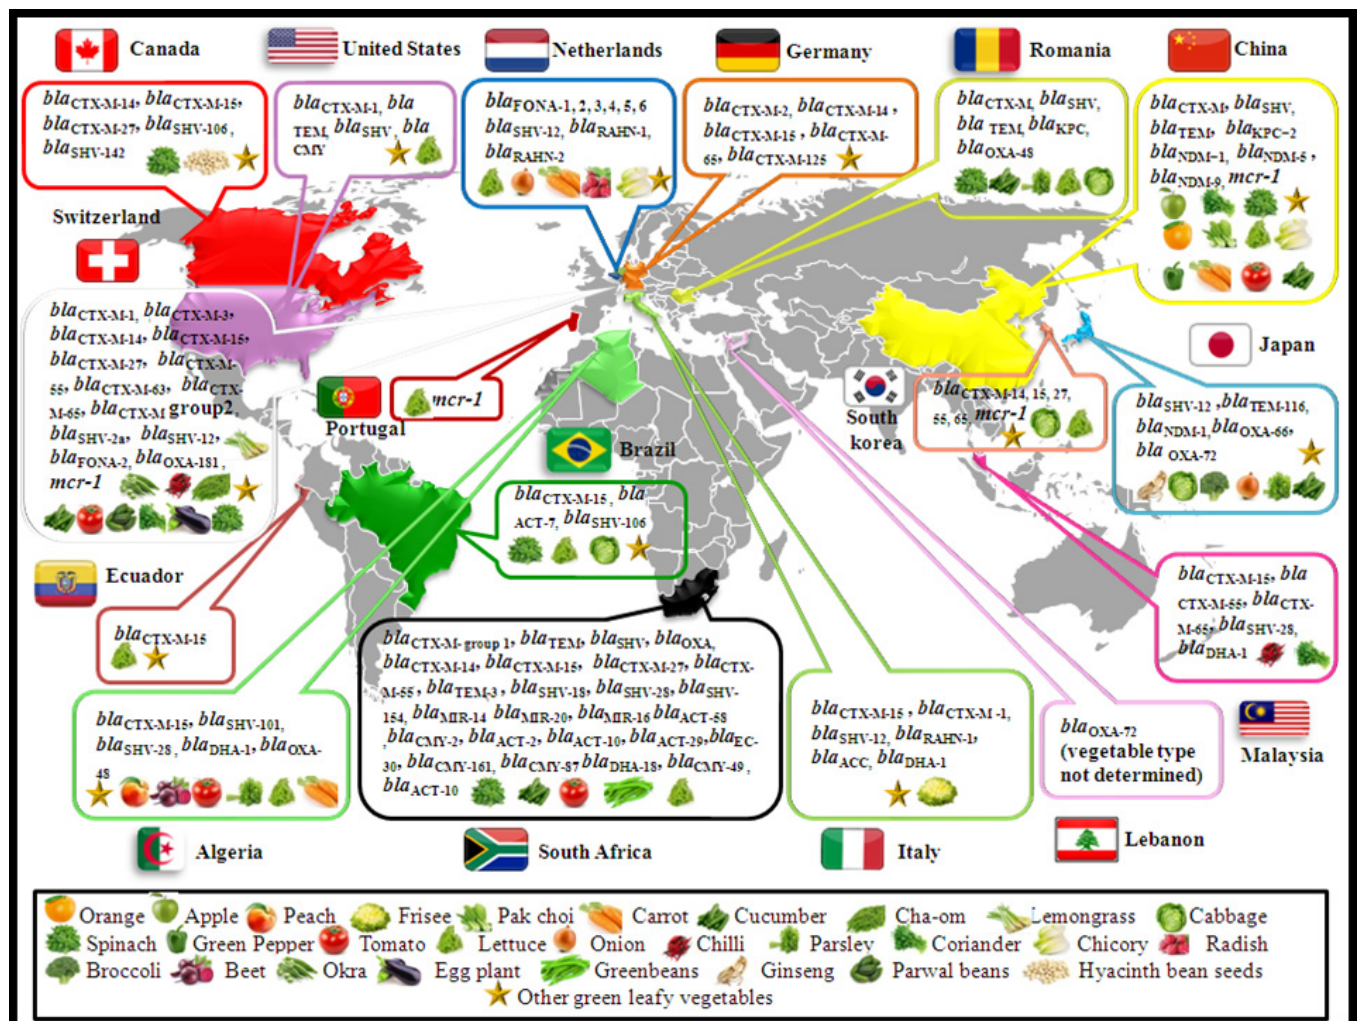 Canada
United States
Netherlands
Germany
Romania
China
blaCTX-M-14, blaCTX-M-15,
blaCTX-M-27, blaSHV-106 ,
blaSHV-142
blaCTX-M-1, bla
TEM, blaSHV , bla
CMY
blaFONA-1, 2, 3, 4, 5, 6
blaSHV-12, blaRAHN-1,
blaRAHN-2
blaCTX-M-2, blaCTX-M-14 ,
blaCTX-M-15 , blaCTX-M-
65, blaCTX-M-125
blaCTX-M, blaSHV,
bla TEM, blaKPC,
blaOXA-48
blaCTX-M, blaSHV,
blaTEM, blaKPC-2
blaNDM-1, blaNDM-5 ,
blaNDM-9, mcr-1
Switzerland
blaCTX-M-1, blaCTX-M-3,
blaCTX-M-14, blaCTX-M-15,
blaCTX-M-27, blaCTX-M-
55, blaCTX-M-63, blaCTX-
M-65, blaCTX-M group2,
blaSHV-2a, blaSHV-12,
blaFONA-2, blaOXA-181 ,
mcr-1
Portugal
mcr-1
Brazil
blaCTX-M-15 , bla
ACT-7, blaSHV-106
South
korea
blaCTX-M-14, 15, 27,
55, 65, mcr-1
Japan
blaSHV-12 ,blaTEM-116,
blaNDM-1, blaOXA-66,
bla OXA-72
Ecuador
blaCTX-M-15
blaCTX-M-15, bla
CTX-M-55, blaCTX-
M-65, blaSHV-28,
blaDHA-1
Malaysia
blaCTX-M-15, blaSHV-101,
blaSHV-28 , blaDHA-1, blaOXA-
48
Algeria
blaCTX-M- group 1, blaTEM, blaSHV, blaOXA,
blaCTX-M-14, blaCTX-M-15, blaCTX-M-27, blaCTX-
M-55, blaTEM-3 , blaSHV-18, blaSHV-28, blaSHV-
154, blaMIR-14 blaMIR-20, blaMIR-16 blaACT-58
,blaCMY-2, blaACT-2, blaACT-10, blaACT-29,blaEC-
30, blaCMY-161, blaCMY-87 blaDHA-18, blaCMY-49 ,
blaACT-10
South Africa
blaCTX-M-15 , blaCTX-M -1,
blaSHV-12, blaRAHN-1,
blaACC, blaDHA-1
Italy
blaOXA-72
(vegetable type
not determined)
Lebanon
Orange Apple Peach Frisee Pak choi Carrot Cucumber Cha-om Lemongrass Cabbage
Spinach Green Pepper Tomato Lettuce Onion Chilli Parsley Coriander Chicory Radish
Broccoli Beet Okra Egg plant Greenbeans Ginseng Parwal beans Hyacinth bean seeds
Other green leafy vegetables